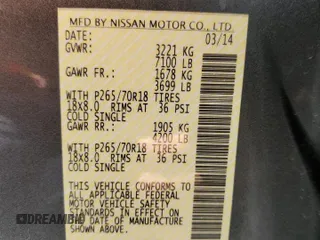 MFD BY NISSAN MOTOR CO., LTD
DATE: 03/14
GVWR: 3221 KG
7100 LB
GAWR FR.: 1678 KG
3699 LB
WITH P265/70R18 TIRES
18x8.0 RIMS AT 36 PSI
COLD SINGLE
GAWR RR.: 1905 KG
4200 LB
WITH P265/70R18 TIRES
18x8.0 RIMS AT 36 PSI
COLD SINGLE
THIS VEHICLE CONFORMS TO
ALL APPLICABLE FEDERAL
MOTOR VEHICLE SAFETY
STANDARDS IN EFFECT ON
THE DATE OF
MANUFACTURE SHOWN